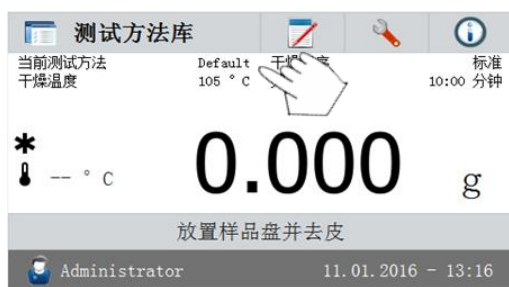 测试方法库
当前测试方法 Default 标准
干燥温度 105 °C 10:00 分钟
-- °C 0.000 g
放置样品盘并去皮
Administrator 11.01.2016 - 13:16